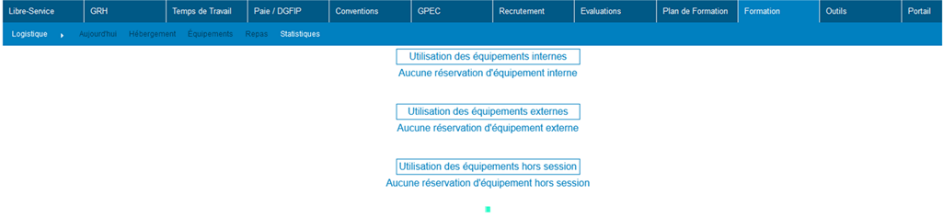 Libre-Service GRH Temps de Travail Paie / DGFIP Conventions GPEC Recrutement Evaluations Plan de Formation Formation Outils Portail
Logistique Aujourd'hui Hébergement Équipements Repas Statistiques
Utilisation des équipements internes
Aucune réservation d'équipement interne
Utilisation des équipements externes
Aucune réservation d'équipement externe
Utilisation des équipements hors session
Aucune réservation d'équipement hors session